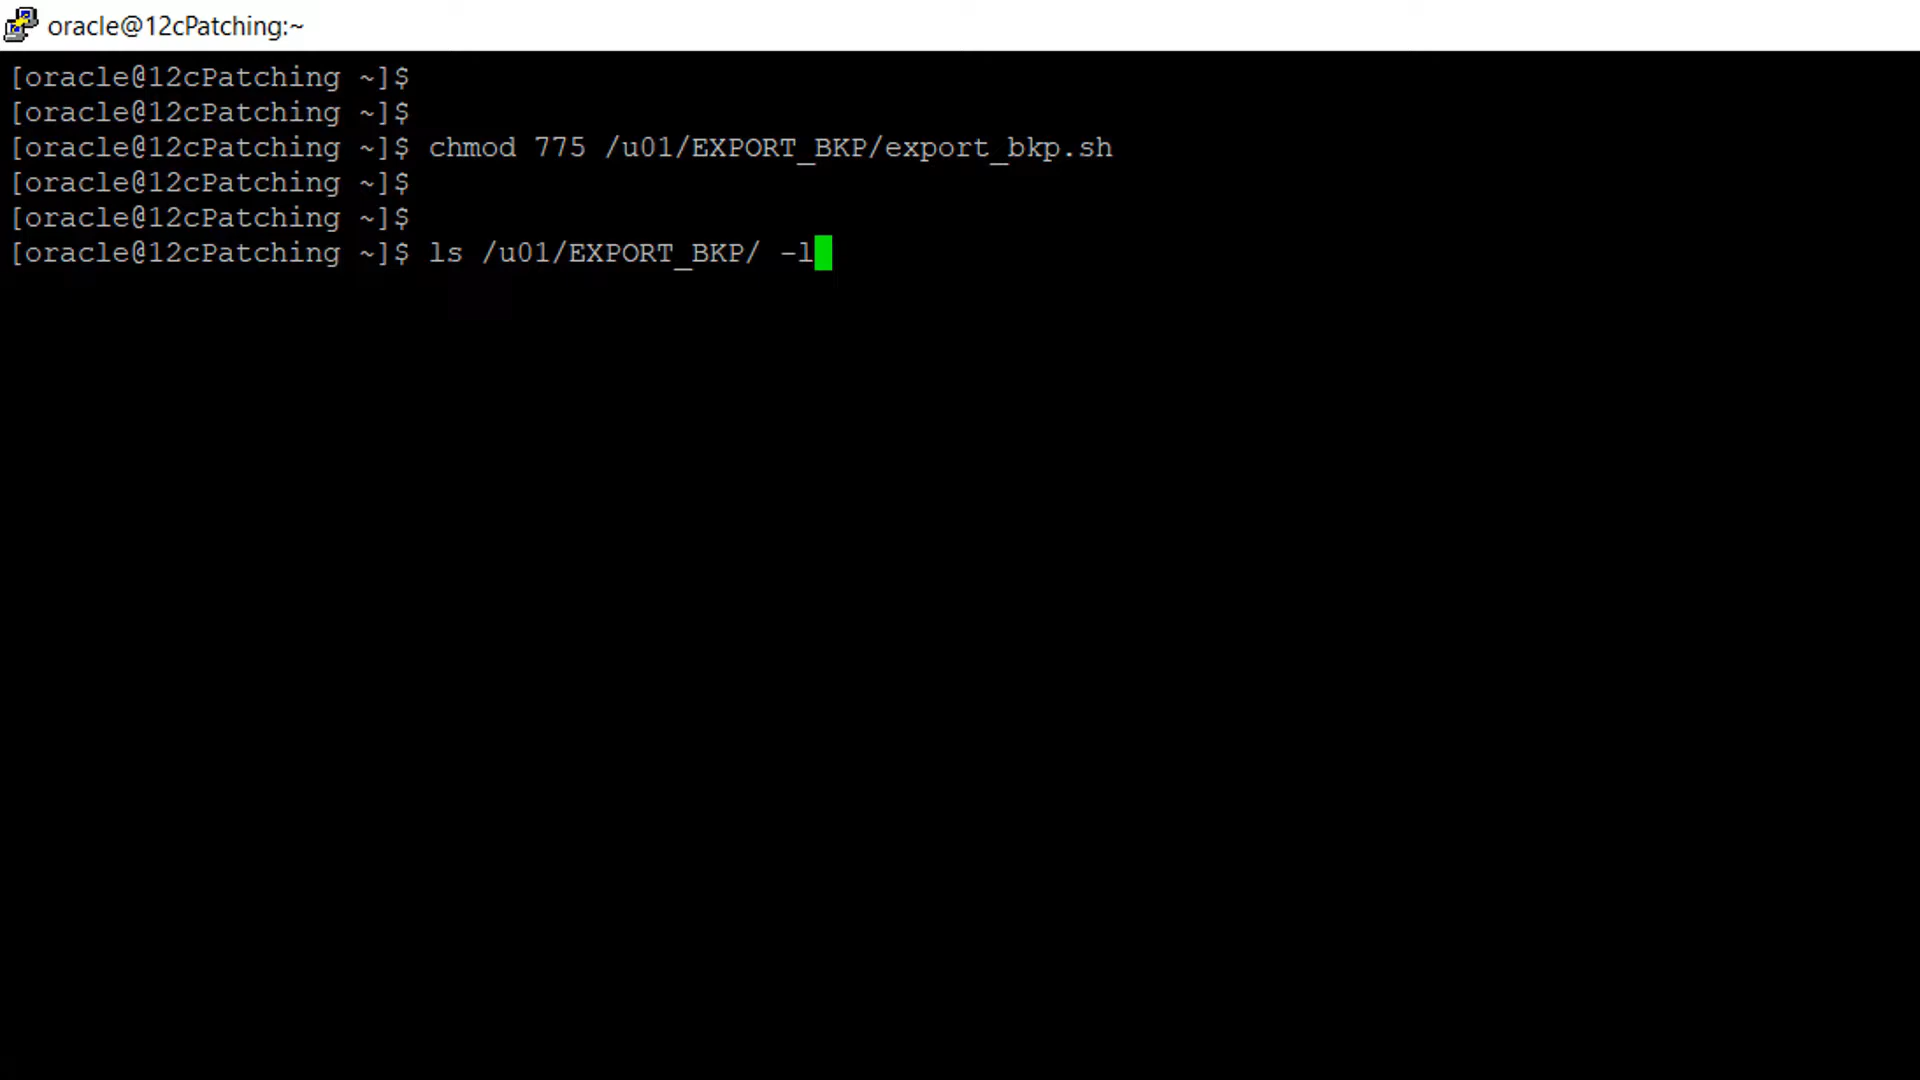 oracle@12cPatching:~
[oracle@12cPatching ~]$
[oracle@12cPatching ~]$
[oracle@12cPatching ~]$ chmod 775 /u01/EXPORT_BKP/export_bkp.sh
[oracle@12cPatching ~]$
[oracle@12cPatching ~]$
[oracle@12cPatching ~]$ ls /u01/EXPORT_BKP/ -l